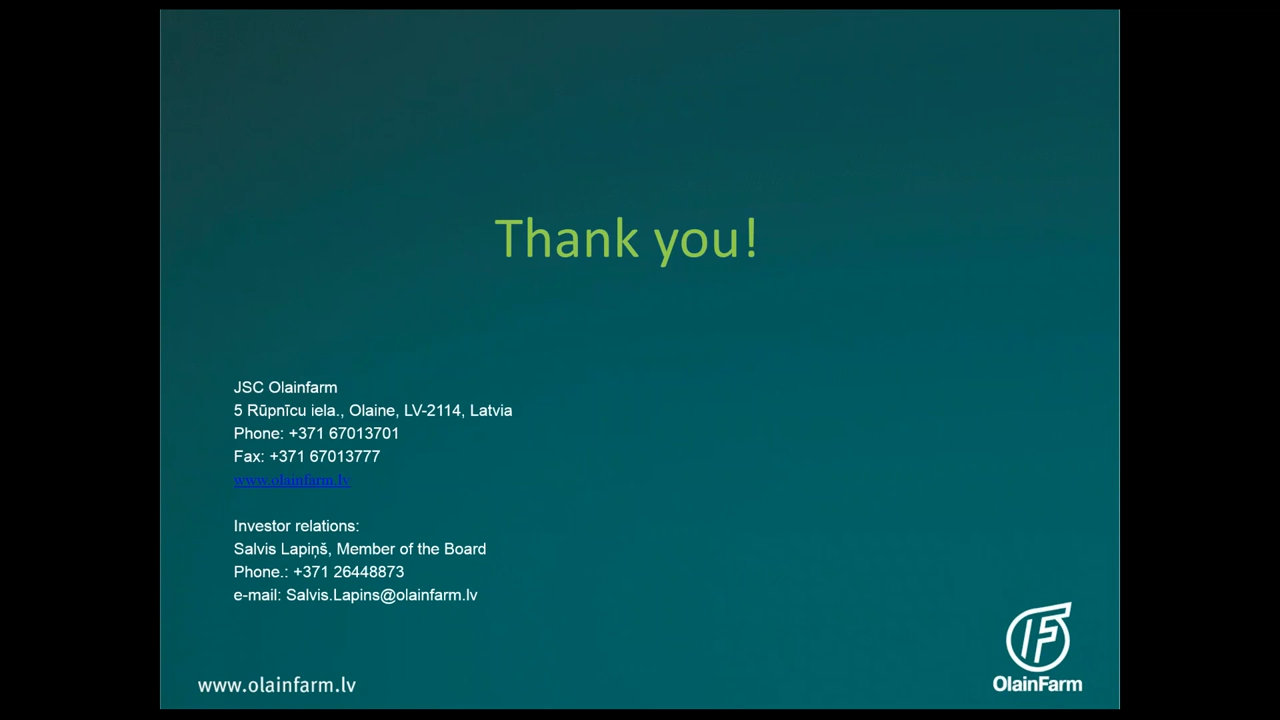 Thank you!
JSC Olainfarm
5 Rūpnīcu iela., Olaine, LV-2114, Latvia
Phone: +371 67013701
Fax: +371 67013777
www.olainfarm.lv
Investor relations:
Salvis Lapiņš, Member of the Board
Phone.: +371 26448873
e-mail: Salvis.Lapins@olainfarm.lv
www.olainfarm.lv
OlainFarm